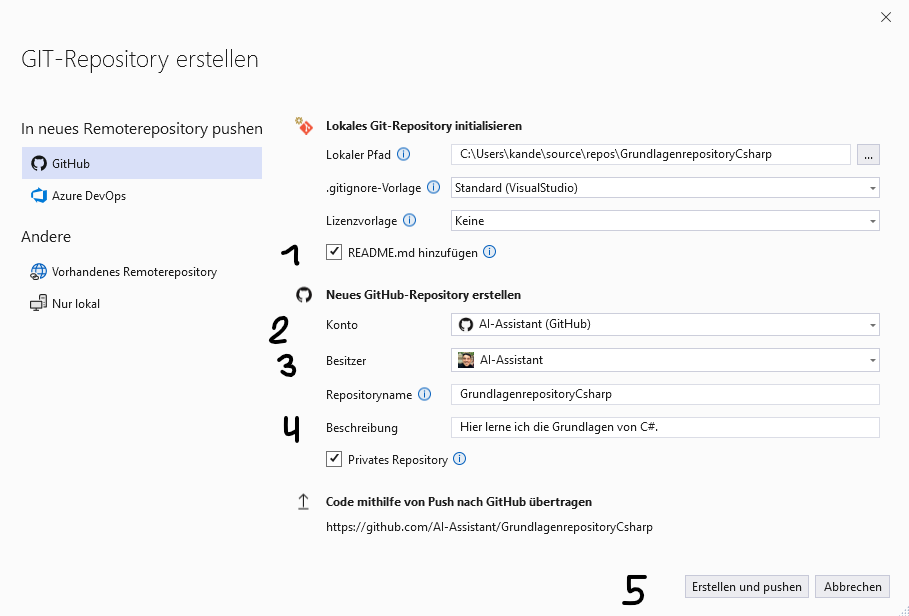 GIT-Repository erstellen
In neues Remoterepository pushen
GitHub
Azure DevOps
Andere
Vorhandenes Remoterepository
Nur lokal
Lokales Git-Repository initialisieren
Lokaler Pfad C:\Users\kande\source\repos\GrundlagenrepositoryCsharp ...
.gitignore-Vorlage Standard (VisualStudio)
Lizenzvorlage Keine
1 README.md hinzufügen
Neues GitHub-Repository erstellen
2 Konto AI-Assistant (GitHub)
3 Besitzer AI-Assistant
Repositoryname GrundlagenrepositoryCsharp
4 Beschreibung Hier lerne ich die Grundlagen von C#.
Privates Repository
Code mithilfe von Push nach GitHub übertragen
https://github.com/AI-Assistant/GrundlagenrepositoryCsharp
5 Erstellen und pushen Abbrechen